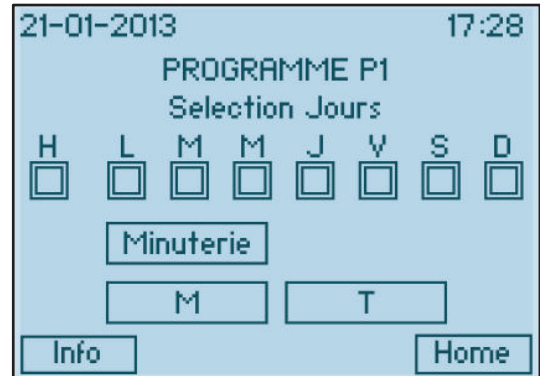 21-01-2013 17:28
PROGRAMME P1
Selection Jours
H L M M J V S D
Minuterie
M T
Info Home